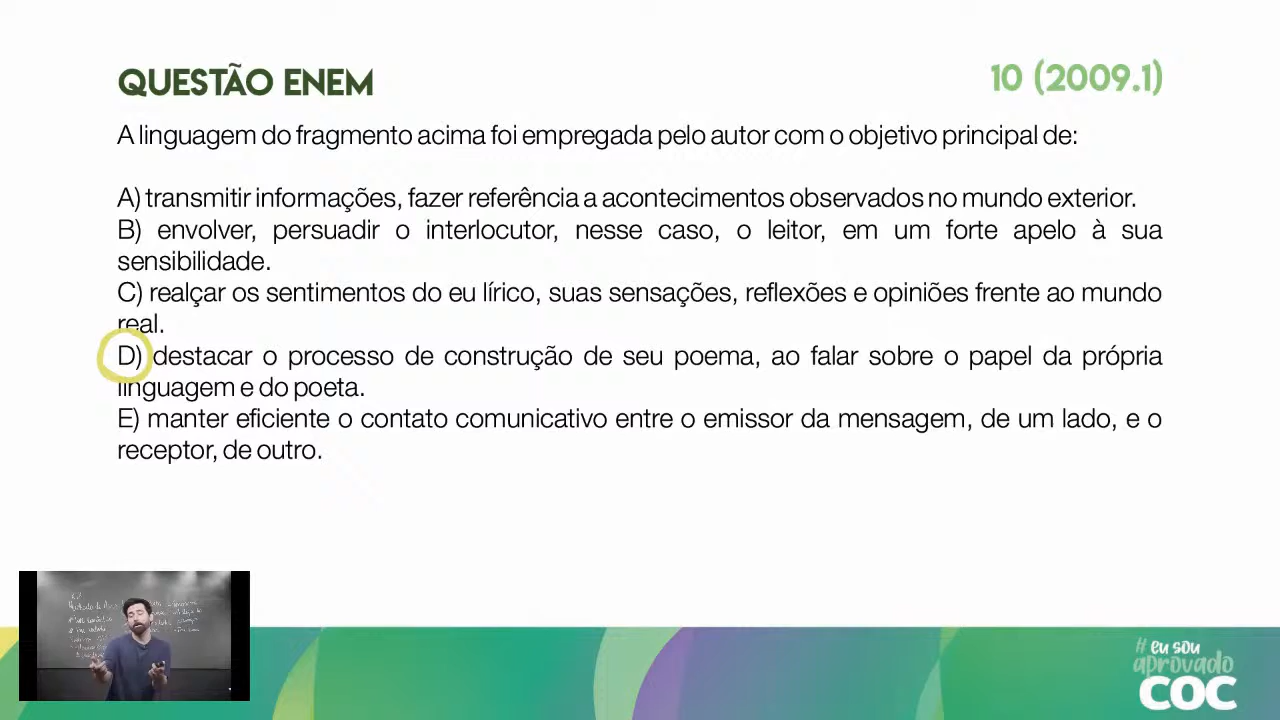 QUESTÃO ENEM
10 (2009.1)
A linguagem do fragmento acima foi empregada pelo autor com o objetivo principal de:
A) transmitir informações, fazer referência a acontecimentos observados no mundo exterior.
B) envolver, persuadir o interlocutor, nesse caso, o leitor, em um forte apelo à sua
sensibilidade.
C) realçar os sentimentos do eu lírico, suas sensações, reflexões e opiniões frente ao mundo
real.
D) destacar o processo de construção de seu poema, ao falar sobre o papel da própria
linguagem e do poeta.
E) manter eficiente o contato comunicativo entre o emissor da mensagem, de um lado, e o
receptor, de outro.
# eu sou
aprovado
COC